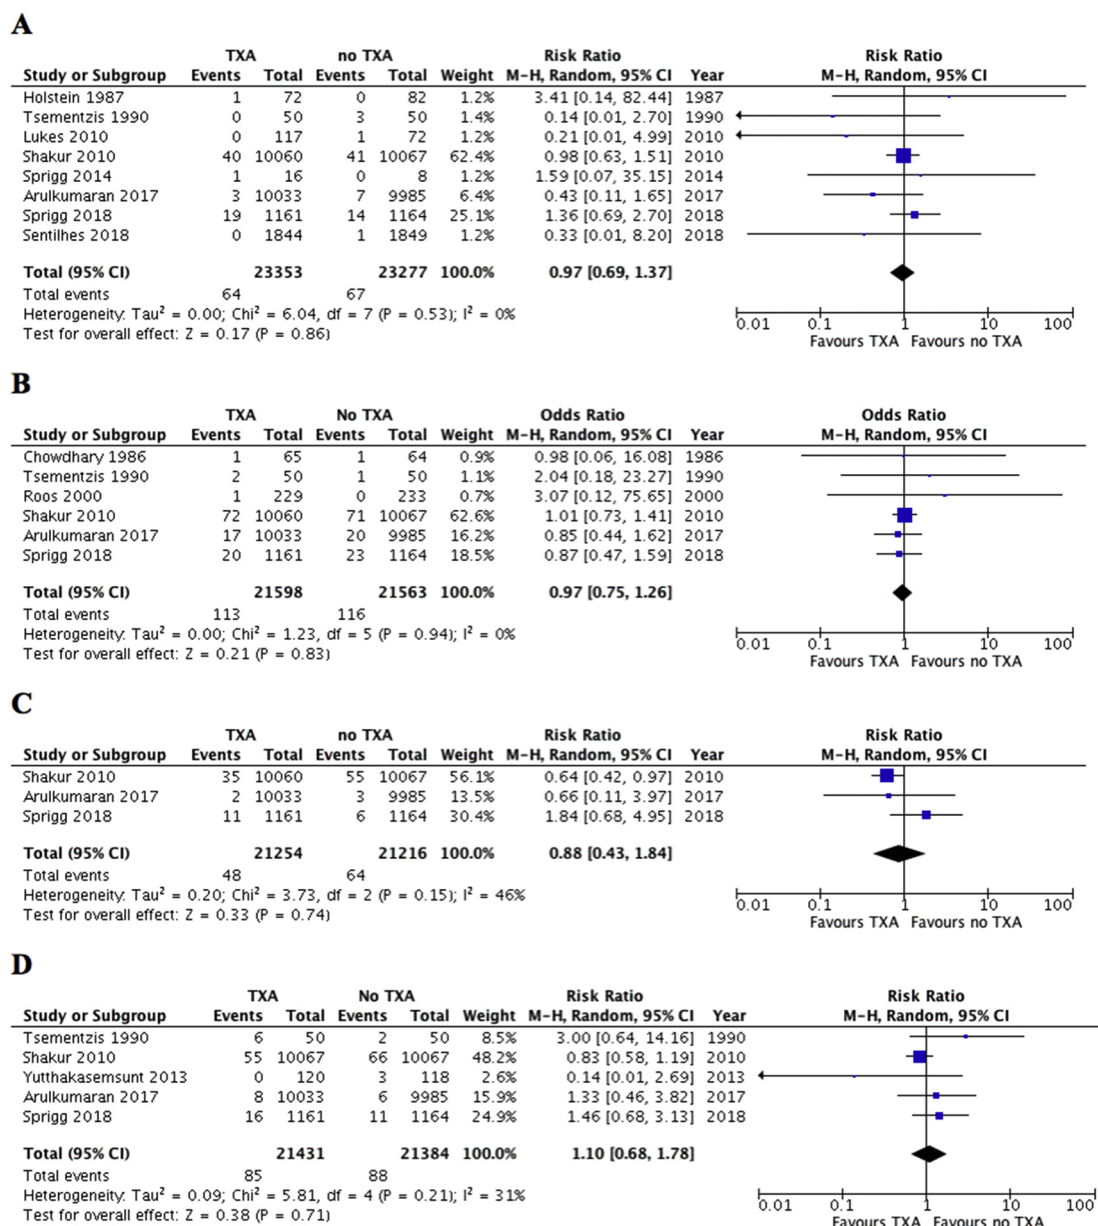 A
TXA no TXA Risk Ratio Risk Ratio
Study or Subgroup Events Total Events Total Weight M-H, Random, 95% CI Year M-H, Random, 95% CI
Holstein 1987 1 72 0 82 1.2% 3.41 [0.14, 82.44] 1987
Tsementzis 1990 0 50 3 50 1.4% 0.14 [0.01, 2.70] 1990
Lukes 2010 0 117 1 72 1.2% 0.21 [0.01, 4.99] 2010
Shakur 2010 40 10060 41 10067 62.4% 0.98 [0.63, 1.51] 2010
Sprigg 2014 1 16 0 8 1.2% 1.59 [0.07, 35.15] 2014
Arulkumaran 2017 3 10033 7 9985 6.4% 0.43 [0.11, 1.65] 2017
Sprigg 2018 19 1161 14 1164 25.1% 1.36 [0.69, 2.70] 2018
Sentilhes 2018 0 1844 1 1849 1.2% 0.33 [0.01, 8.20] 2018
Total (95% CI) 23353 23277 100.0% 0.97 [0.69, 1.37]
Total events 64 67
Heterogeneity: Tau² = 0.00; Chi² = 6.04, df = 7 (P = 0.53); I² = 0%
Test for overall effect: Z = 0.17 (P = 0.86)
0.01 0.1 1 10 100
Favours TXA Favours no TXA
B
TXA No TXA Odds Ratio Odds Ratio
Study or Subgroup Events Total Events Total Weight M-H, Random, 95% CI Year M-H, Random, 95% CI
Chowdhary 1986 1 65 1 64 0.9% 0.98 [0.06, 16.08] 1986
Tsementzis 1990 2 50 1 50 1.1% 2.04 [0.18, 23.27] 1990
Roos 2000 1 229 0 233 0.7% 3.07 [0.12, 75.65] 2000
Shakur 2010 72 10060 71 10067 62.6% 1.01 [0.73, 1.41] 2010
Arulkumaran 2017 17 10033 20 9985 16.2% 0.85 [0.44, 1.62] 2017
Sprigg 2018 20 1161 23 1164 18.5% 0.87 [0.47, 1.59] 2018
Total (95% CI) 21598 21563 100.0% 0.97 [0.75, 1.26]
Total events 113 116
Heterogeneity: Tau² = 0.00; Chi² = 1.23, df = 5 (P = 0.94); I² = 0%
Test for overall effect: Z = 0.21 (P = 0.83)
0.01 0.1 1 10 100
Favours TXA Favours no TXA
C
TXA no TXA Risk Ratio Risk Ratio
Study or Subgroup Events Total Events Total Weight M-H, Random, 95% CI Year M-H, Random, 95% CI
Shakur 2010 35 10060 55 10067 56.1% 0.64 [0.42, 0.97] 2010
Arulkumaran 2017 2 10033 3 9985 13.5% 0.66 [0.11, 3.97] 2017
Sprigg 2018 11 1161 6 1164 30.4% 1.84 [0.68, 4.95] 2018
Total (95% CI) 21254 21216 100.0% 0.88 [0.43, 1.84]
Total events 48 64
Heterogeneity: Tau² = 0.20; Chi² = 3.73, df = 2 (P = 0.15); I² = 46%
Test for overall effect: Z = 0.33 (P = 0.74)
0.01 0.1 1 10 100
Favours TXA Favours no TXA
D
TXA No TXA Risk Ratio Risk Ratio
Study or Subgroup Events Total Events Total Weight M-H, Random, 95% CI Year M-H, Random, 95% CI
Tsementzis 1990 6 50 2 50 8.5% 3.00 [0.64, 14.16] 1990
Shakur 2010 55 10067 66 10067 48.2% 0.83 [0.58, 1.19] 2010
Yutthakasemsunt 2013 0 120 3 118 2.6% 0.14 [0.01, 2.69] 2013
Arulkumaran 2017 8 10033 6 9985 15.9% 1.33 [0.46, 3.82] 2017
Sprigg 2018 16 1161 11 1164 24.9% 1.46 [0.68, 3.13] 2018
Total (95% CI) 21431 21384 100.0% 1.10 [0.68, 1.78]
Total events 85 88
Heterogeneity: Tau² = 0.09; Chi² = 5.81, df = 4 (P = 0.21); I² = 31%
Test for overall effect: Z = 0.38 (P = 0.71)
0.01 0.1 1 10 100
Favours TXA Favours no TXA